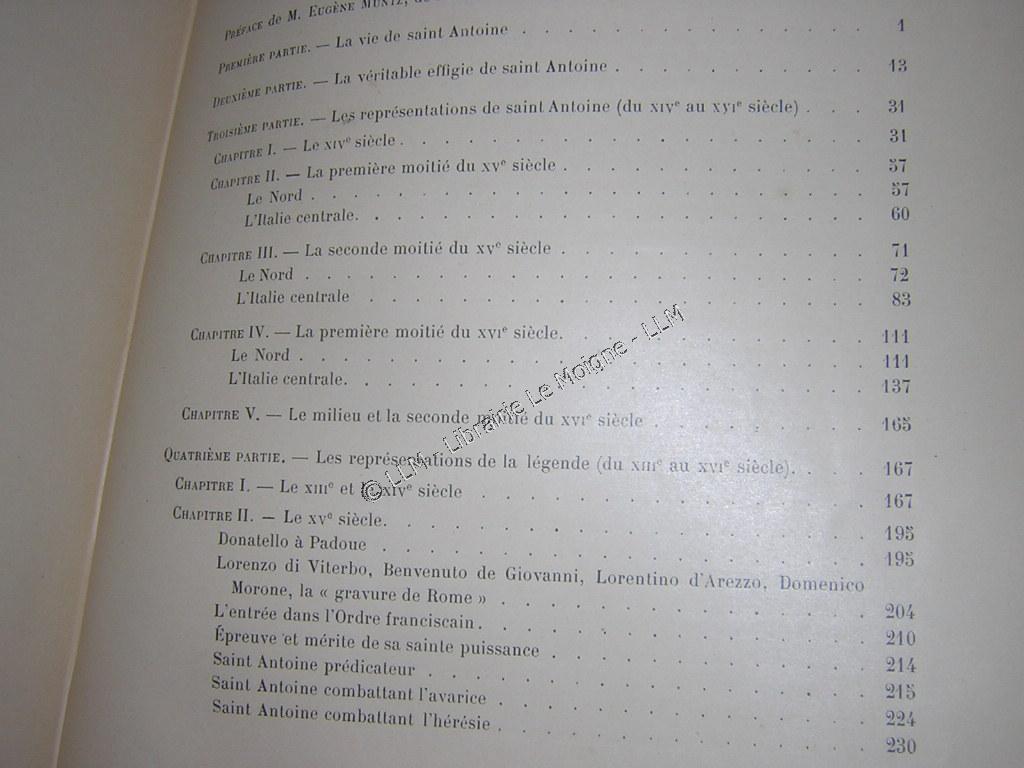 PRÉFACE de M. EUGÈNE MÜNTZ, de
PREMIÈRE PARTIE. — La vie de saint Antoine . . . . . . . . . . . . . . 1
DEUXIÈME PARTIE. — La véritable effigie de saint Antoine . . . . . . . . . . 13
TROISIÈME PARTIE. — Les représentations de saint Antoine (du XIVe au XVIe siècle) . . . 31
CHAPITRE I. — Le XIVe siècle . . . . . . . . . . . . . . . . . . 31
CHAPITRE II. — La première moitié du XVe siècle . . . . . . . . . . . . 57
Le Nord . . . . . . . . . . . . . . . . . . . . 57
L'Italie centrale. . . . . . . . . . . . . . . . . . . 60
CHAPITRE III. — La seconde moitié du XVe siècle . . . . . . . . . . . . 71
Le Nord . . . . . . . . . . . . . . . . . . . . 72
L'Italie centrale . . . . . . . . . . . . . . . . . . 83
CHAPITRE IV. — La première moitié du XVIe siècle. . . . . . . . . . . . 111
Le Nord . . . . . . . . . . . . . . . . . . . . 111
L'Italie centrale. . . . . . . . . . . . . . . . . . . 137
CHAPITRE V. — Le milieu et la seconde moitié du XVIe siècle . . . . . . . . 165
QUATRIÈME PARTIE. — Les représentations de la légende (du XIIIe au XVIe siècle). . . . 167
CHAPITRE I. — Le XIIIe et le XIVe siècle . . . . . . . . . . . . . . . 167
CHAPITRE II. — Le XVe siècle. . . . . . . . . . . . . . . . . . 195
Donatello à Padoue . . . . . . . . . . . . . . . . . 195
Lorenzo di Viterbo, Benvenuto de Giovanni, Lorentino d'Arezzo, Domenico
Morone, la « gravure de Rome » . . . . . . . . . . . . . . 204
L'entrée dans l'Ordre franciscain . . . . . . . . . . . . . . 210
Épreuve et mérite de sa sainte puissance . . . . . . . . . . . . 214
Saint Antoine prédicateur . . . . . . . . . . . . . . . . 215
Saint Antoine combattant l'avarice . . . . . . . . . . . . . . 224
Saint Antoine combattant l'hérésie . . . . . . . . . . . . . . 230
© LLM - Librairie Le Moigne - LLM